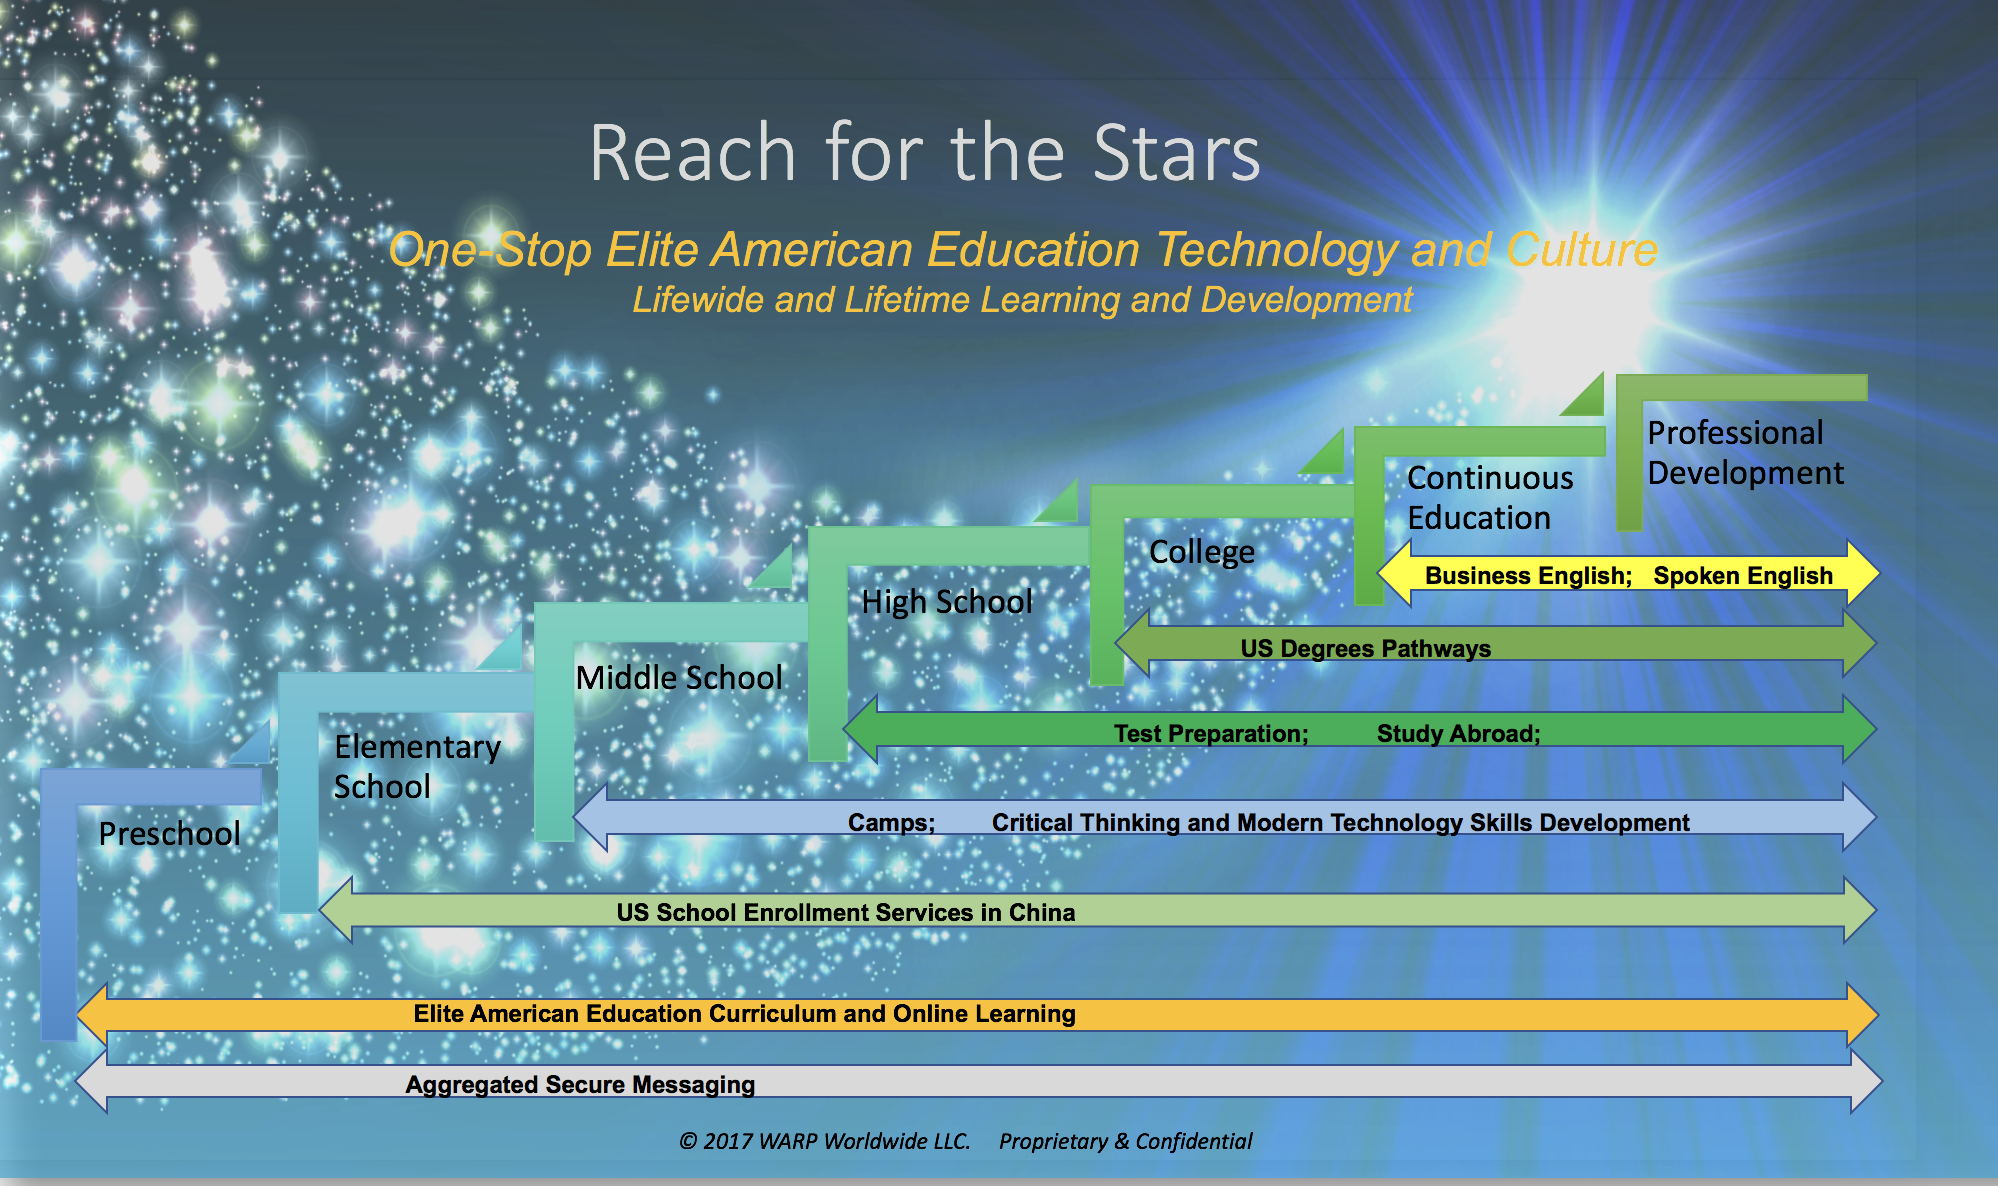 Reach for the Stars
One-Stop Elite American Education Technology and Culture
Lifewide and Lifetime Learning and Development
Professional
Development
Continuous
Education
College
Business English; Spoken English
High School
US Degrees Pathways
Middle School
Test Preparation; Study Abroad;
Elementary
School
Camps; Critical Thinking and Modern Technology Skills Development
Preschool
US School Enrollment Services in China
Elite American Education Curriculum and Online Learning
Aggregated Secure Messaging
© 2017 WARP Worldwide LLC. Proprietary & Confidential